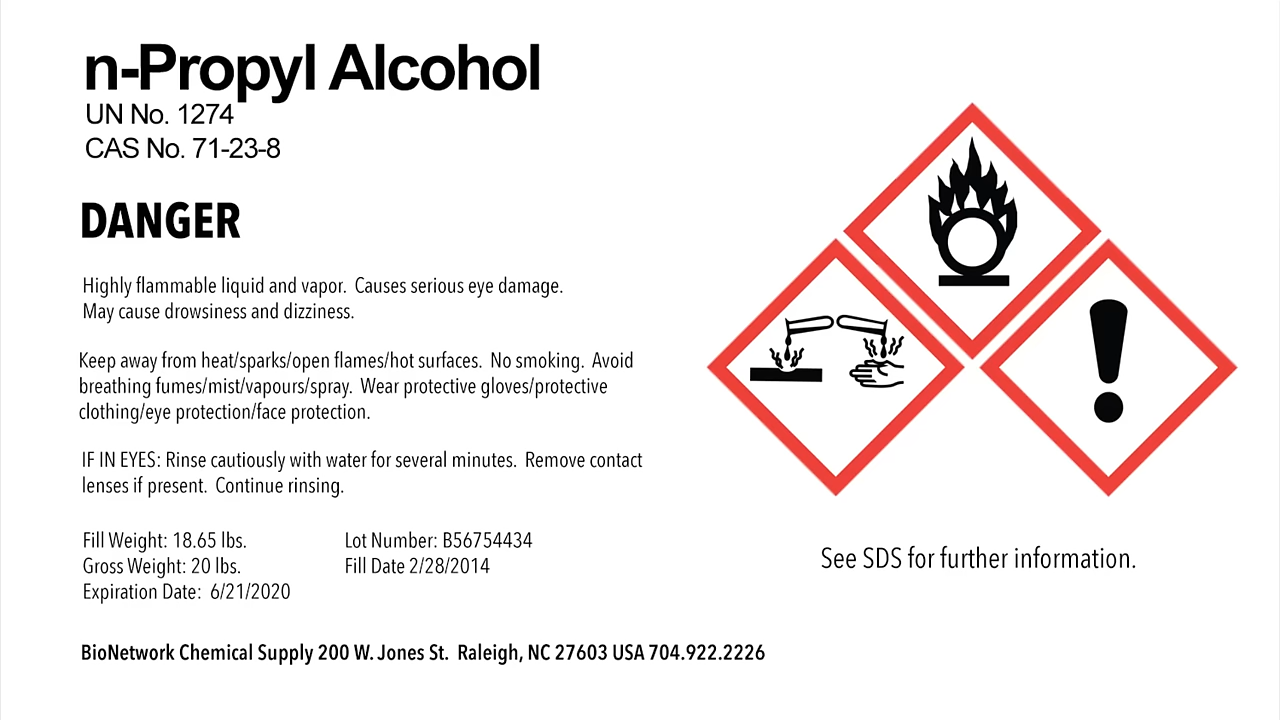 n-Propyl Alcohol
UN No. 1274
CAS No. 71-23-8
DANGER
Highly flammable liquid and vapor. Causes serious eye damage.
May cause drowsiness and dizziness.
Keep away from heat/sparks/open flames/hot surfaces. No smoking. Avoid
breathing fumes/mist/vapours/spray. Wear protective gloves/protective
clothing/eye protection/face protection.
IF IN EYES: Rinse cautiously with water for several minutes. Remove contact
lenses if present. Continue rinsing.
Fill Weight: 18.65 lbs. Lot Number: B56754434
Gross Weight: 20 lbs. Fill Date 2/28/2014
Expiration Date: 6/21/2020
See SDS for further information.
BioNetwork Chemical Supply 200 W. Jones St. Raleigh, NC 27603 USA 704.922.2226